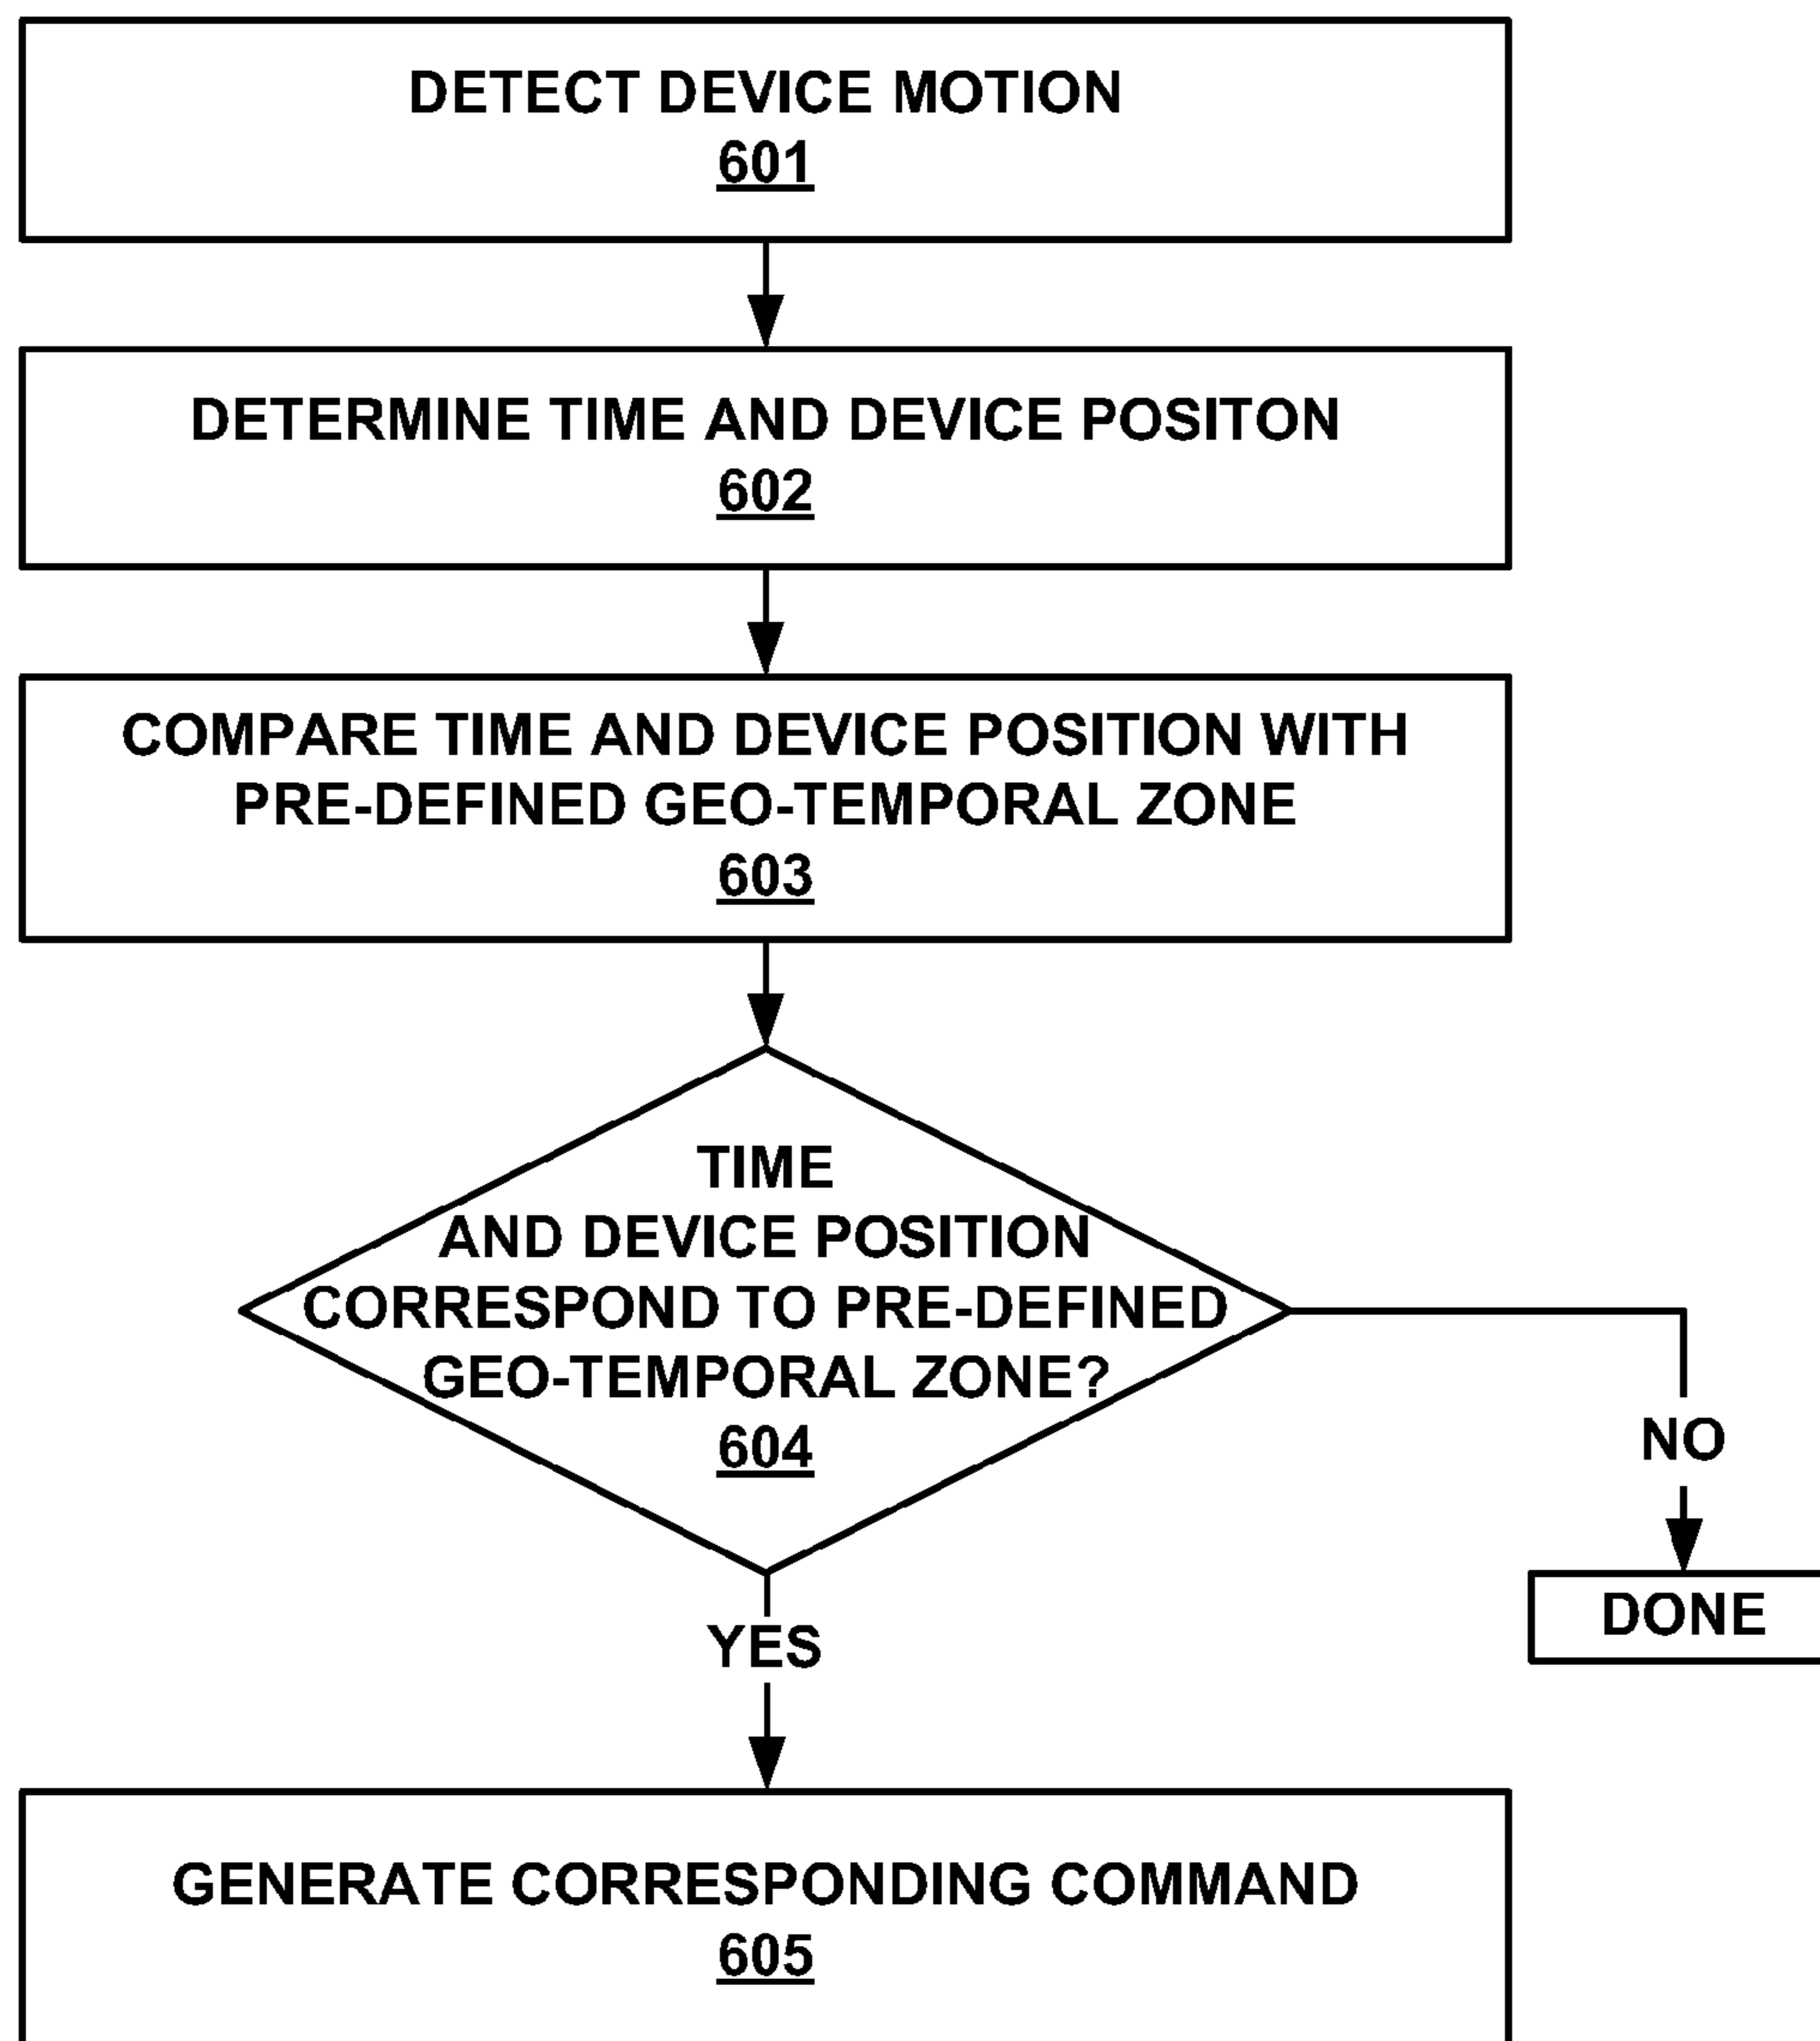 DETECT DEVICE MOTION
601
DETERMINE TIME AND DEVICE POSITON
602
COMPARE TIME AND DEVICE POSITION WITH
PRE-DEFINED GEO-TEMPORAL ZONE
603
TIME
AND DEVICE POSITION
CORRESPOND TO PRE-DEFINED
GEO-TEMPORAL ZONE?
604
NO
DONE
YES
GENERATE CORRESPONDING COMMAND
605